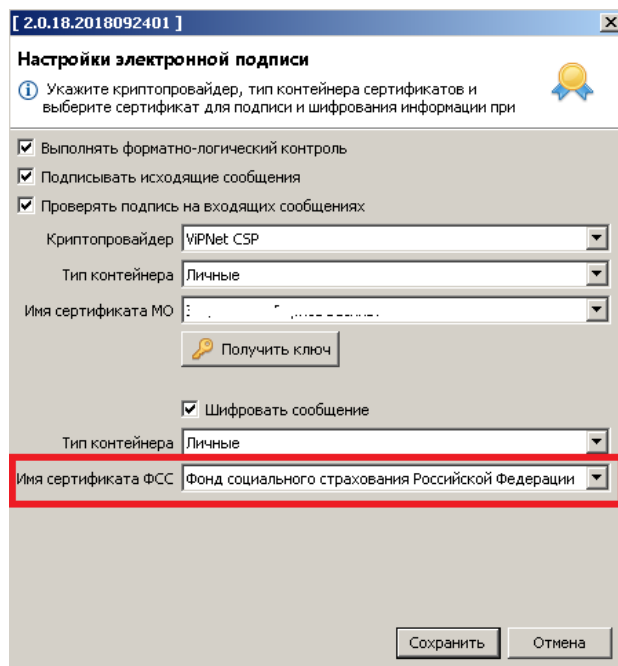 [ 2.0.18.2018092401 ]
Настройки электронной подписи
Укажите криптопровайдер, тип контейнера сертификатов и
выберите сертификат для подписи и шифрования информации при
Выполнять форматно-логический контроль
Подписывать исходящие сообщения
Проверять подпись на входящих сообщениях
Криптопровайдер ViPNet CSP
Тип контейнера Личные
Имя сертификата МО
Получить ключ
Шифровать сообщение
Тип контейнера Личные
Имя сертификата ФСС Фонд социального страхования Российской Федерации
Сохранить Отмена